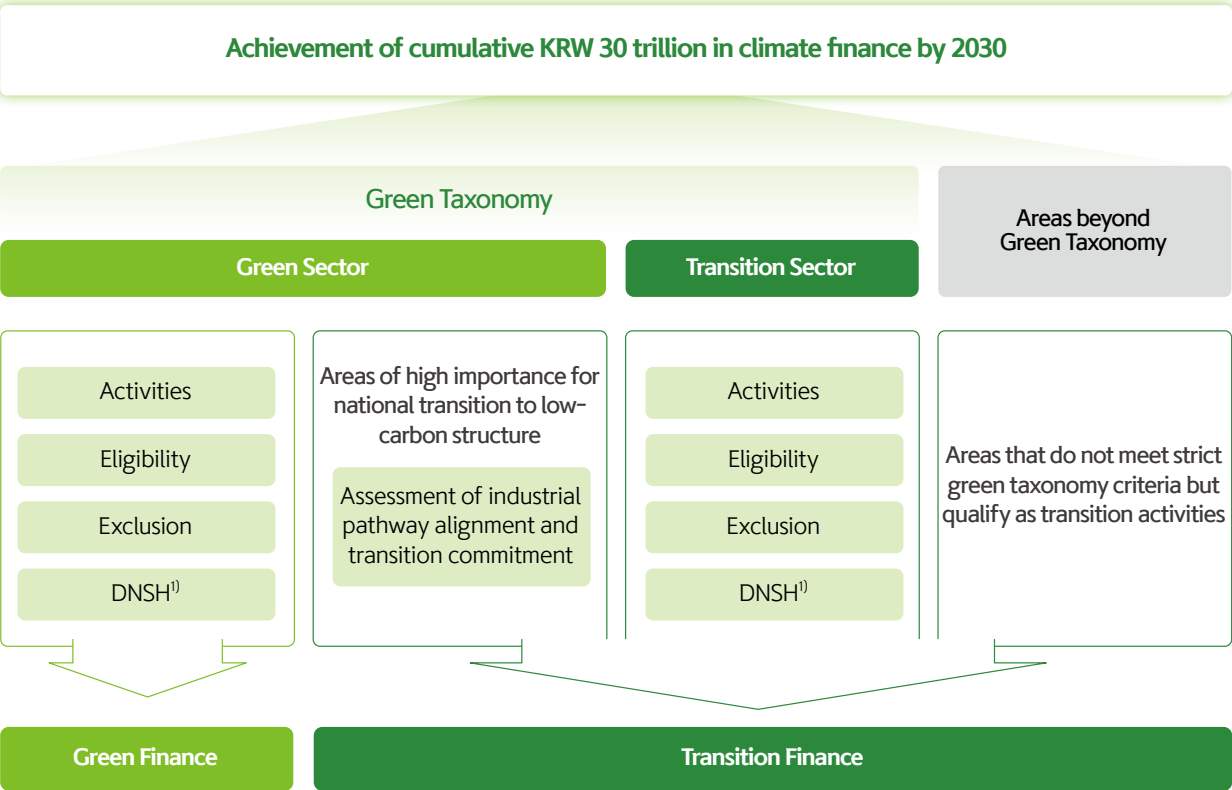 Achievement of cumulative KRW 30 trillion in climate finance by 2030
Green Taxonomy
Areas beyond
Green Taxonomy
Green Sector
Transition Sector
Activities
Eligibility
Exclusion
DNSH1)
Areas of high importance for
national transition to low-
carbon structure
Assessment of industrial
pathway alignment and
transition commitment
Activities
Eligibility
Exclusion
DNSH1)
Areas that do not meet strict
green taxonomy criteria but
qualify as transition activities
Green Finance
Transition Finance